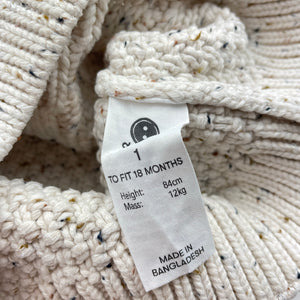 1
TO FIT 18 MONTHS
Height: 84cm
Mass: 12kg
MADE IN
BANGLADESH